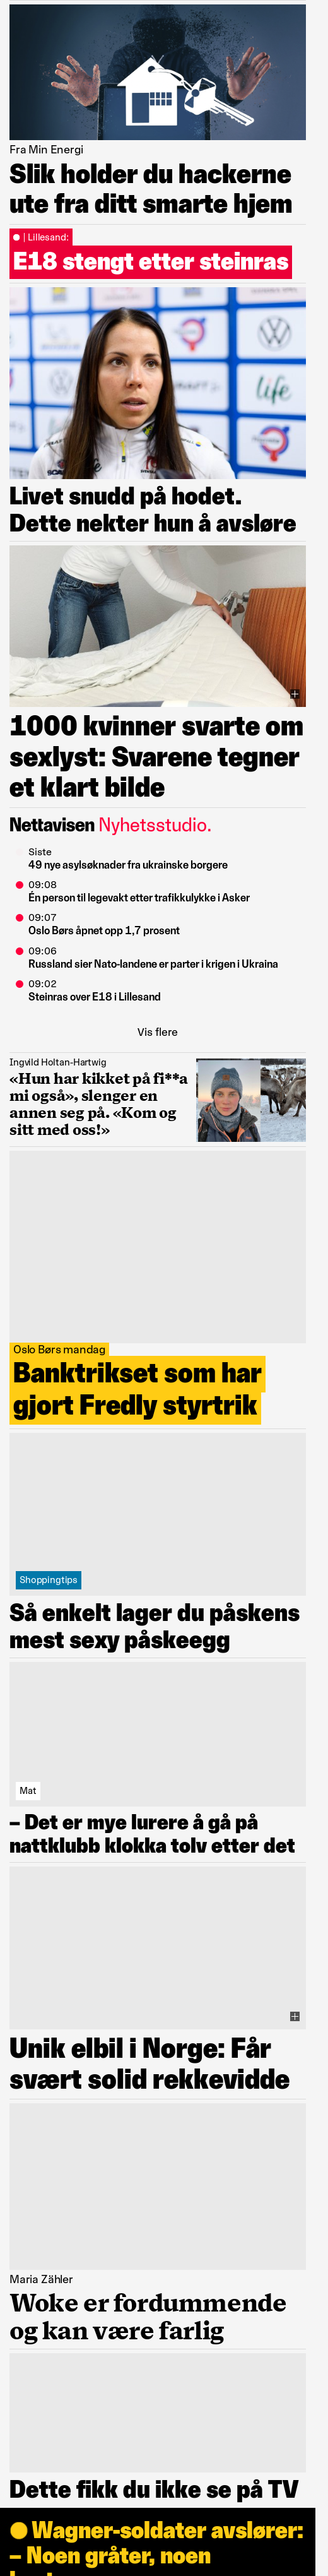 Fra Min Energi
Slik holder du hackerne
ute fra ditt smarte hjem
| Lillesand:
E18 stengt etter steinras
life
Livet snudd på hodet.
Dette nekter hun å avsløre
1000 kvinner svarte om
sexlyst: Svarene tegner
et klart bilde
Nettavisen Nyhetsstudio.
Siste
49 nye asylsøknader fra ukrainske borgere
09:08
Én person til legevakt etter trafikkulykke i Asker
09:07
Oslo Børs åpnet opp 1,7 prosent
09:06
Russland sier Nato-landene er parter i krigen i Ukraina
09:02
Steinras over E18 i Lillesand
Vis flere
Ingvild Holtan-Hartwig
«Hun har kikket på fi**a
mi også», slenger en
annen seg på. «Kom og
sitt med oss!»
Oslo Børs mandag
Banktrikset som har
gjort Fredly styrtrik
Shoppingtips
Så enkelt lager du påskens
mest sexy påskeegg
Mat
– Det er mye lurere å gå på
nattklubb klokka tolv etter det
Unik elbil i Norge: Får
svært solid rekkevidde
Maria Zähler
Woke er fordummende
og kan være farlig
Dette fikk du ikke se på TV
Wagner-soldater avslører:
– Noen gråter, noen